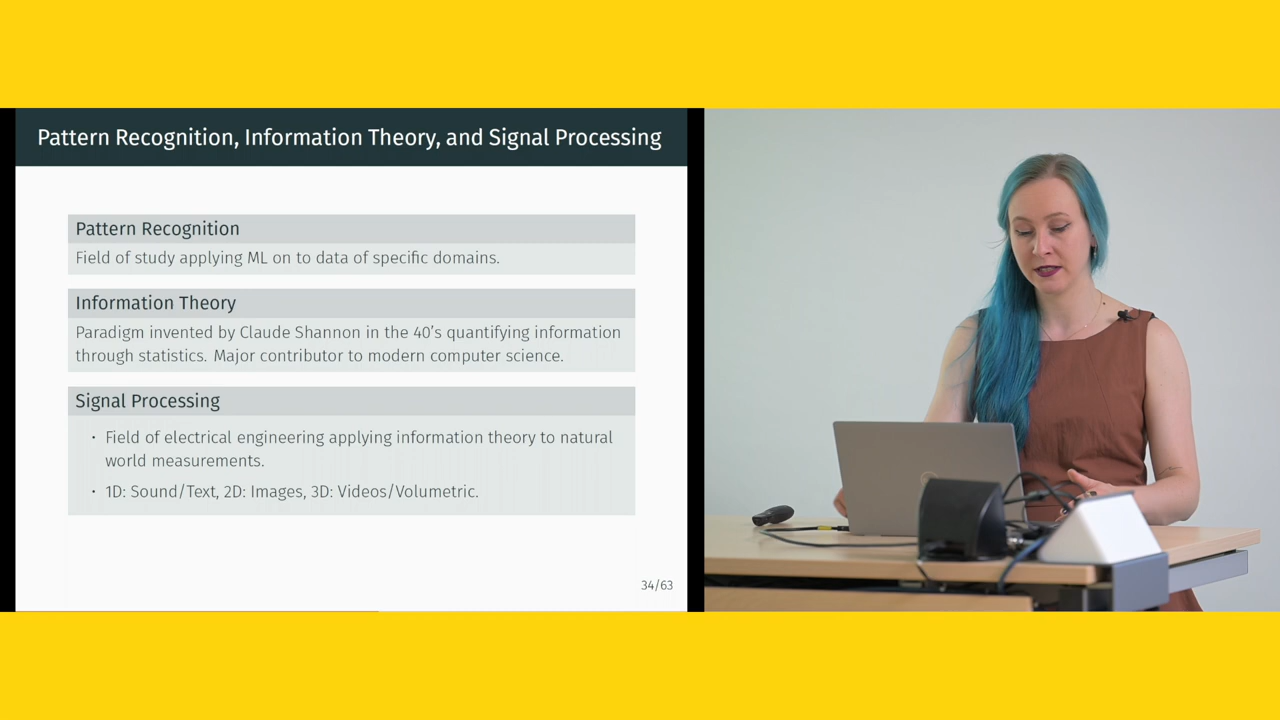 Pattern Recognition, Information Theory, and Signal Processing
Pattern Recognition
Field of study applying ML on to data of specific domains.
Information Theory
Paradigm invented by Claude Shannon in the 40's quantifying information
through statistics. Major contributor to modern computer science.
Signal Processing
• Field of electrical engineering applying information theory to natural
world measurements.
• 1D: Sound/Text, 2D: Images, 3D: Videos/Volumetric.
34/63